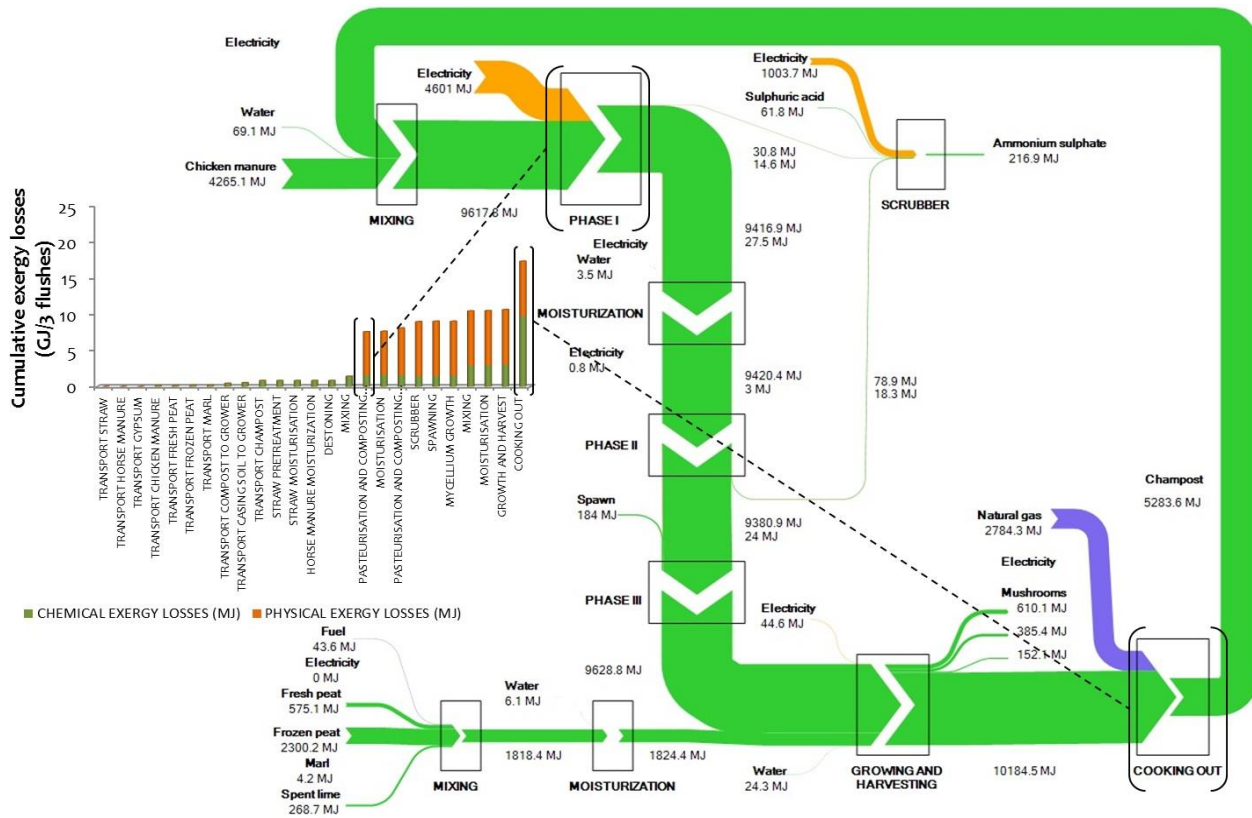 Electricity
Water
69.1 MJ
Chicken manure
4265.1 MJ
MIXING
9617.8 MJ
Electricity
4601 MJ
PHASE I
Electricity
1003.7 MJ
Sulphuric acid
61.8 MJ
30.8 MJ
14.6 MJ
SCRUBBER
Ammonium sulphate
216.9 MJ
9416.9 MJ
27.5 MJ
Electricity
Water
3.5 MJ
MOISTURIZATION
Electricity
0.8 MJ
9420.4 MJ
3 MJ
78.9 MJ
18.3 MJ
PHASE II
Spawn
184 MJ
9380.9 MJ
24 MJ
PHASE III
9628.8 MJ
Champost
5283.6 MJ
Natural gas
2784.3 MJ
Electricity
Mushrooms
610.1 MJ
385.4 MJ
152.1 MJ
Electricity
44.6 MJ
Cumulative exergy losses
(GJ/3 flushes)
25
20
15
10
5
0
TRANSPORT STRAW
TRANSPORT HORSE MANURE
TRANSPORT GYPSUM
TRANSPORT CHICKEN MANURE
TRANSPORT FRESH PEAT
TRANSPORT FROZEN PEAT
TRANSPORT MARL
TRANSPORT COMPOST TO GROWER
TRANSPORT CASING SOIL TO GROWER
TRANSPORT CHAMPOST
STRAW PRETREATMENT
STRAW MOISTURISATION
HORSE MANURE MOISTURIZATION
DESTONING
MIXING
PASTEURISATION AND COMPOSTING...
MOISTURISATION
PASTEURISATION AND COMPOSTING...
SCRUBBER
SPAWNING
MYCELLIUM GROWTH
MIXING
MOISTURISATION
GROWTH AND HARVEST
COOKING OUT
CHEMICAL EXERGY LOSSES (MJ)
PHYSICAL EXERGY LOSSES (MJ)
Fuel
43.6 MJ
Electricity
0 MJ
Fresh peat
575.1 MJ
Frozen peat
2300.2 MJ
Marl
4.2 MJ
Spent lime
268.7 MJ
MIXING
1818.4 MJ
Water
6.1 MJ
MOISTURIZATION
1824.4 MJ
Water
24.3 MJ
GROWING AND
HARVESTING
10184.5 MJ
COOKING OUT